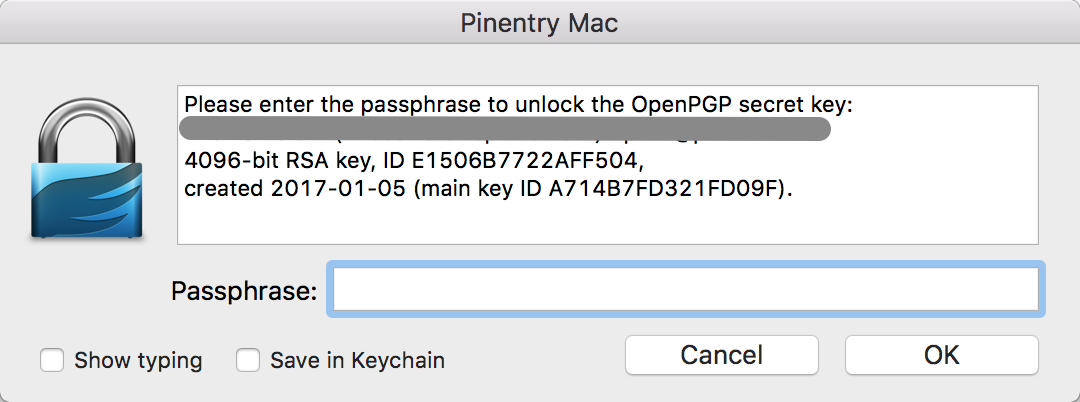 Pinentry Mac
Please enter the passphrase to unlock the OpenPGP secret key:
4096-bit RSA key, ID E1506B7722AFF504,
created 2017-01-05 (main key ID A714B7FD321FD09F).
Passphrase:
Show typing
Save in Keychain
Cancel
OK